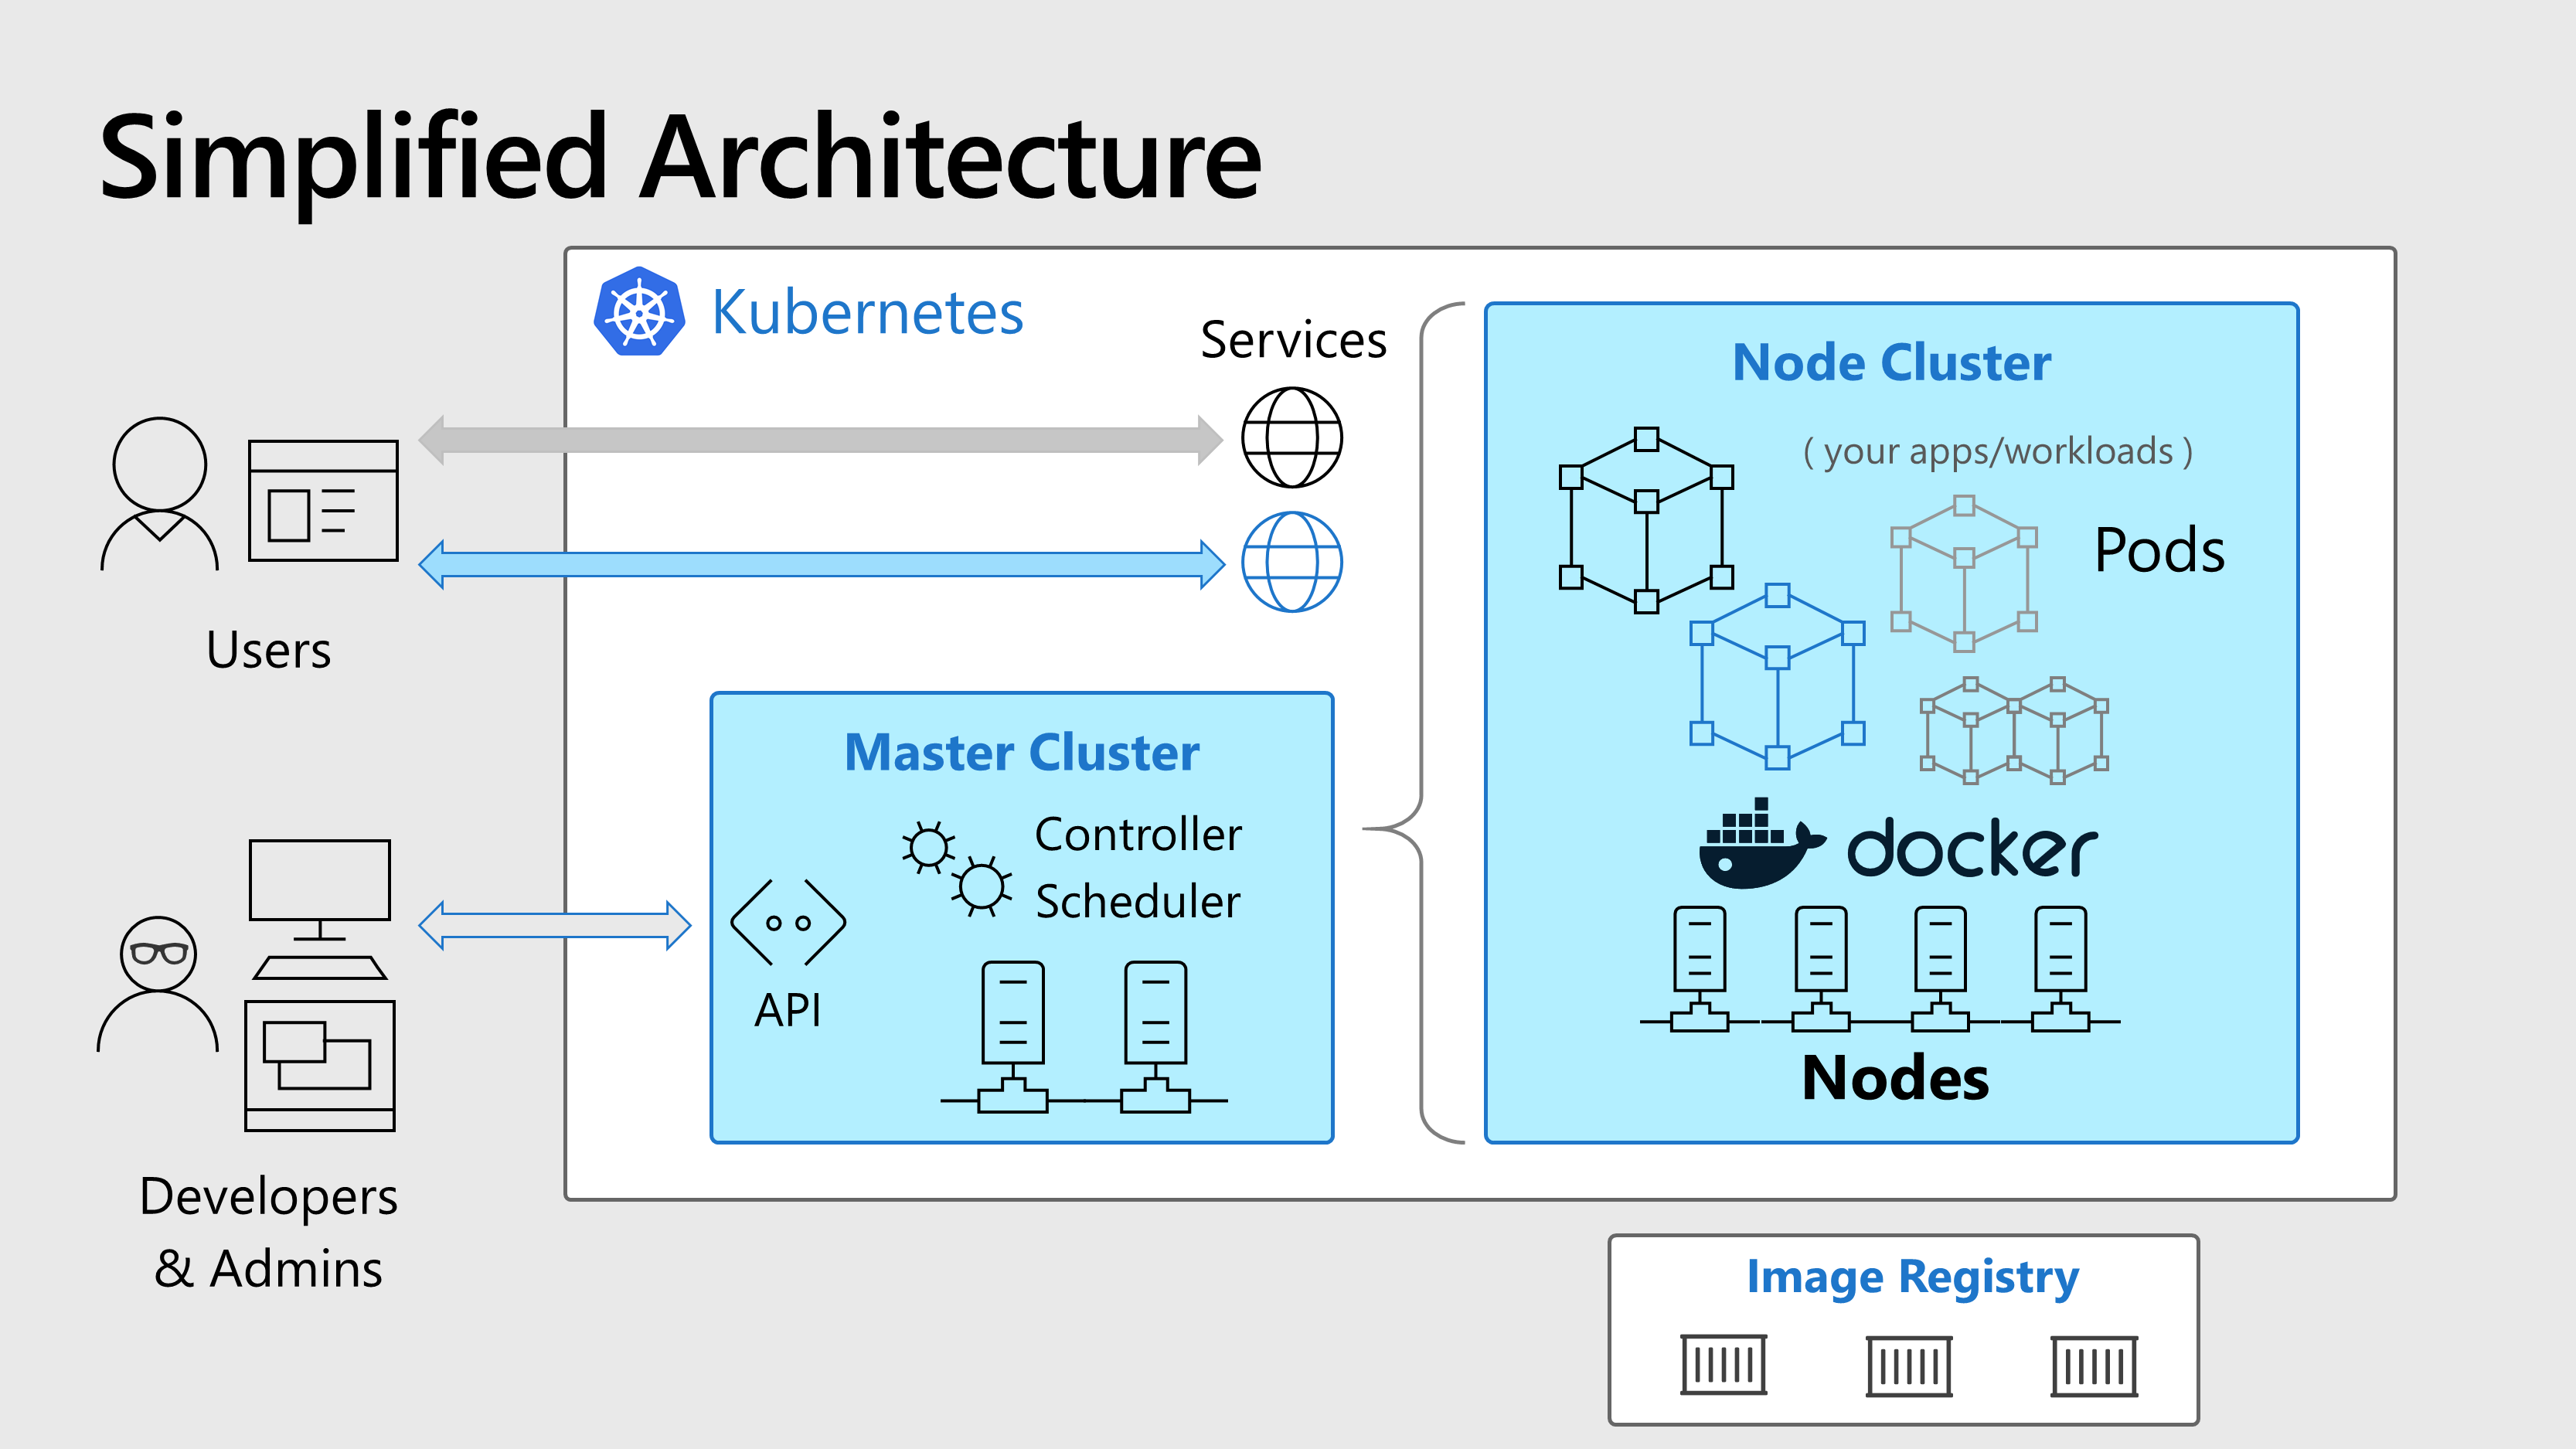 Simplified Architecture
Kubernetes
Services
Users
Master Cluster
Controller
Scheduler
API
Developers
& Admins
Node Cluster
( your apps/workloads )
Pods
docker
Nodes
Image Registry